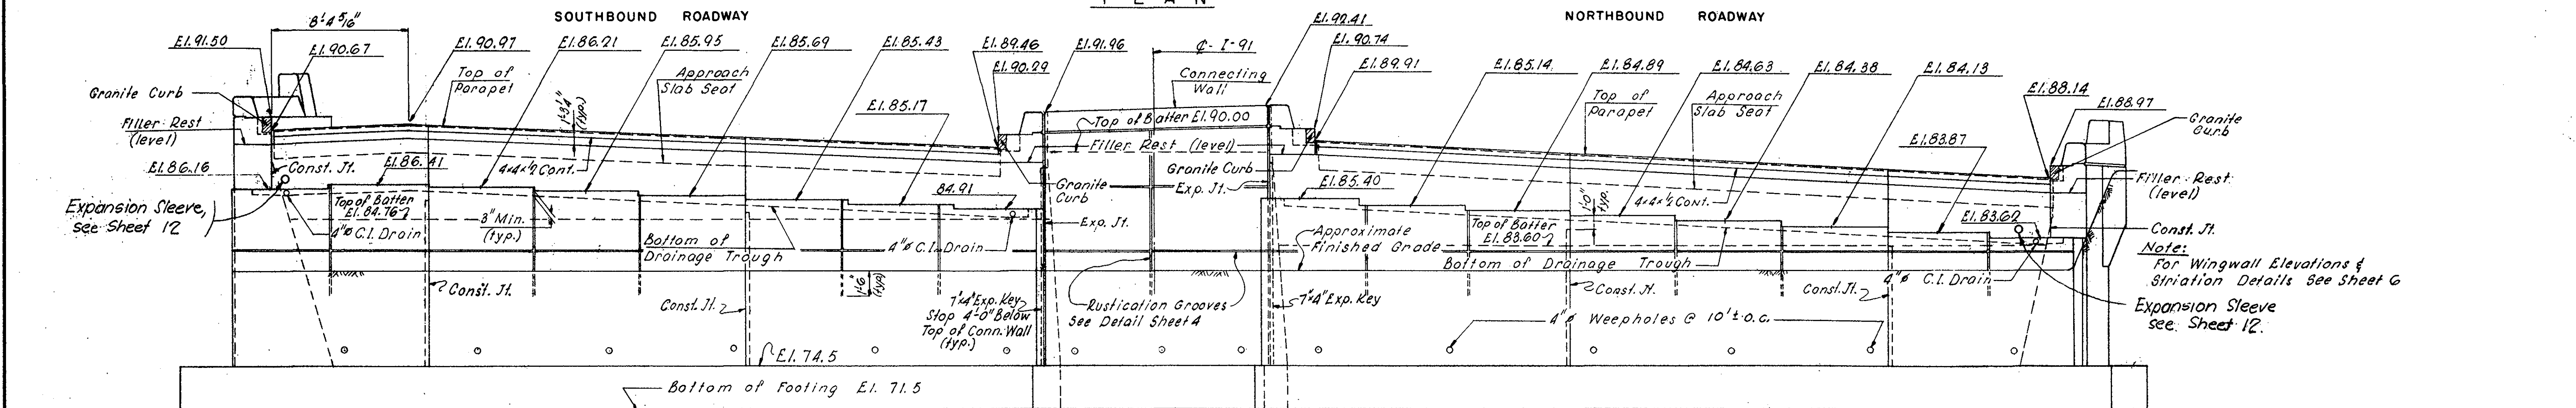 P L A N
SOUTHBOUND ROADWAY
NORTHBOUND ROADWAY
8'-4 5/16"
El. 91.50
El. 90.67
El. 90.97
El. 86.21
El. 85.95
El. 85.69
El. 85.43
El. 89.46
El. 90.29
El. 91.96
El. 92.41
℄ - I-91
El. 90.74
El. 89.91
El. 85.14
El. 84.89
El. 84.63
El. 84.38
El. 84.13
El. 88.14
El. 88.97
Granite Curb
Top of
Parapet
1'-8¼"
(typ.)
Approach
Slab Seat
El. 85.17
Connecting
Wall
Top of
Parapet
Approach
Slab Seat
Granite
Curb
Filler Rest
(level)
Top of Batter El. 90.00
Filler Rest (level)
El. 83.87
El. 86.16
Const. Jt.
El. 86.41
4x4x½ Cont.
84.91
Granite
Curb
Granite Curb
Exp. Jt.
El. 85.40
4x4x½ Cont.
1'-0"
typ.
El. 83.62
Filler Rest
(level)
Expansion Sleeve,
see Sheet 12
Top of Batter
El. 84.76
3" Min.
(typ.)
4"ø C.I. Drain
Bottom of
Drainage Trough
4"ø C.I. Drain
Exp. Jt.
Approximate
Finished Grade
Top of Batter
El. 83.60
Bottom of Drainage Trough
4"ø C.I. Drain
Const. Jt.
Note:
For Wingwall Elevations &
Striation Details See Sheet 6
Const. Jt.
Const. Jt.
1'-6"
(typ)
7"x4" Exp. Key
Stop 4'-0" Below
Top of Conn. Wall
(typ.)
Rustication Grooves
See Detail Sheet 4
7"x4" Exp. Key
Const. Jt.
Const. Jt.
4"ø Weepholes @ 10'± O.C.
Expansion Sleeve
see Sheet 12.
El. 74.5
Bottom of Footing El. 71.5